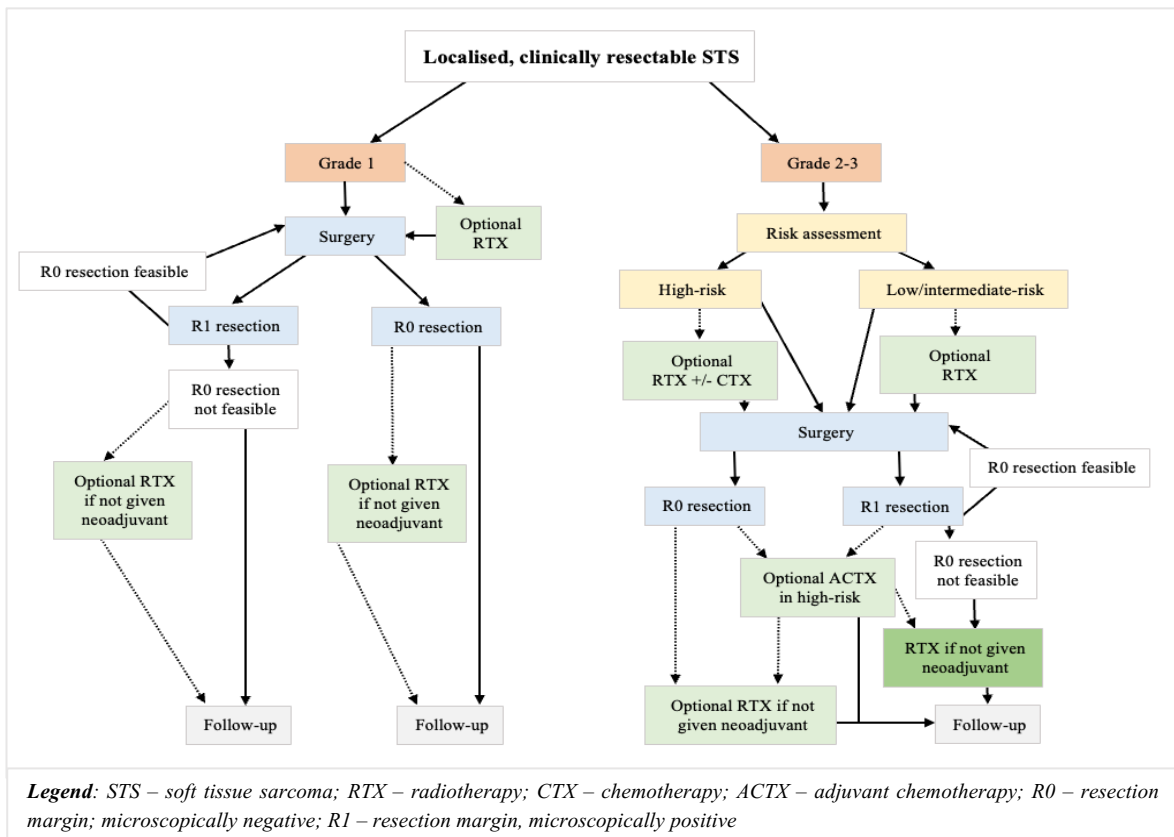 Localised, clinically resectable STS
Grade 1
Grade 2-3
Optional
RTX
Surgery
Risk assessment
R0 resection feasible
High-risk
Low/intermediate-risk
R1 resection
R0 resection
Optional
RTX +/- CTX
Optional
RTX
R0 resection
not feasible
Surgery
R0 resection feasible
Optional RTX
if not given
neoadjuvant
Optional RTX
if not given
neoadjuvant
R0 resection
R1 resection
R0 resection
not feasible
Optional ACTX
in high-risk
RTX if not given
neoadjuvant
Optional RTX if not
given neoadjuvant
Follow-up
Follow-up
Follow-up
Legend: STS – soft tissue sarcoma; RTX – radiotherapy; CTX – chemotherapy; ACTX – adjuvant chemotherapy; R0 – resection
margin; microscopically negative; R1 – resection margin, microscopically positive